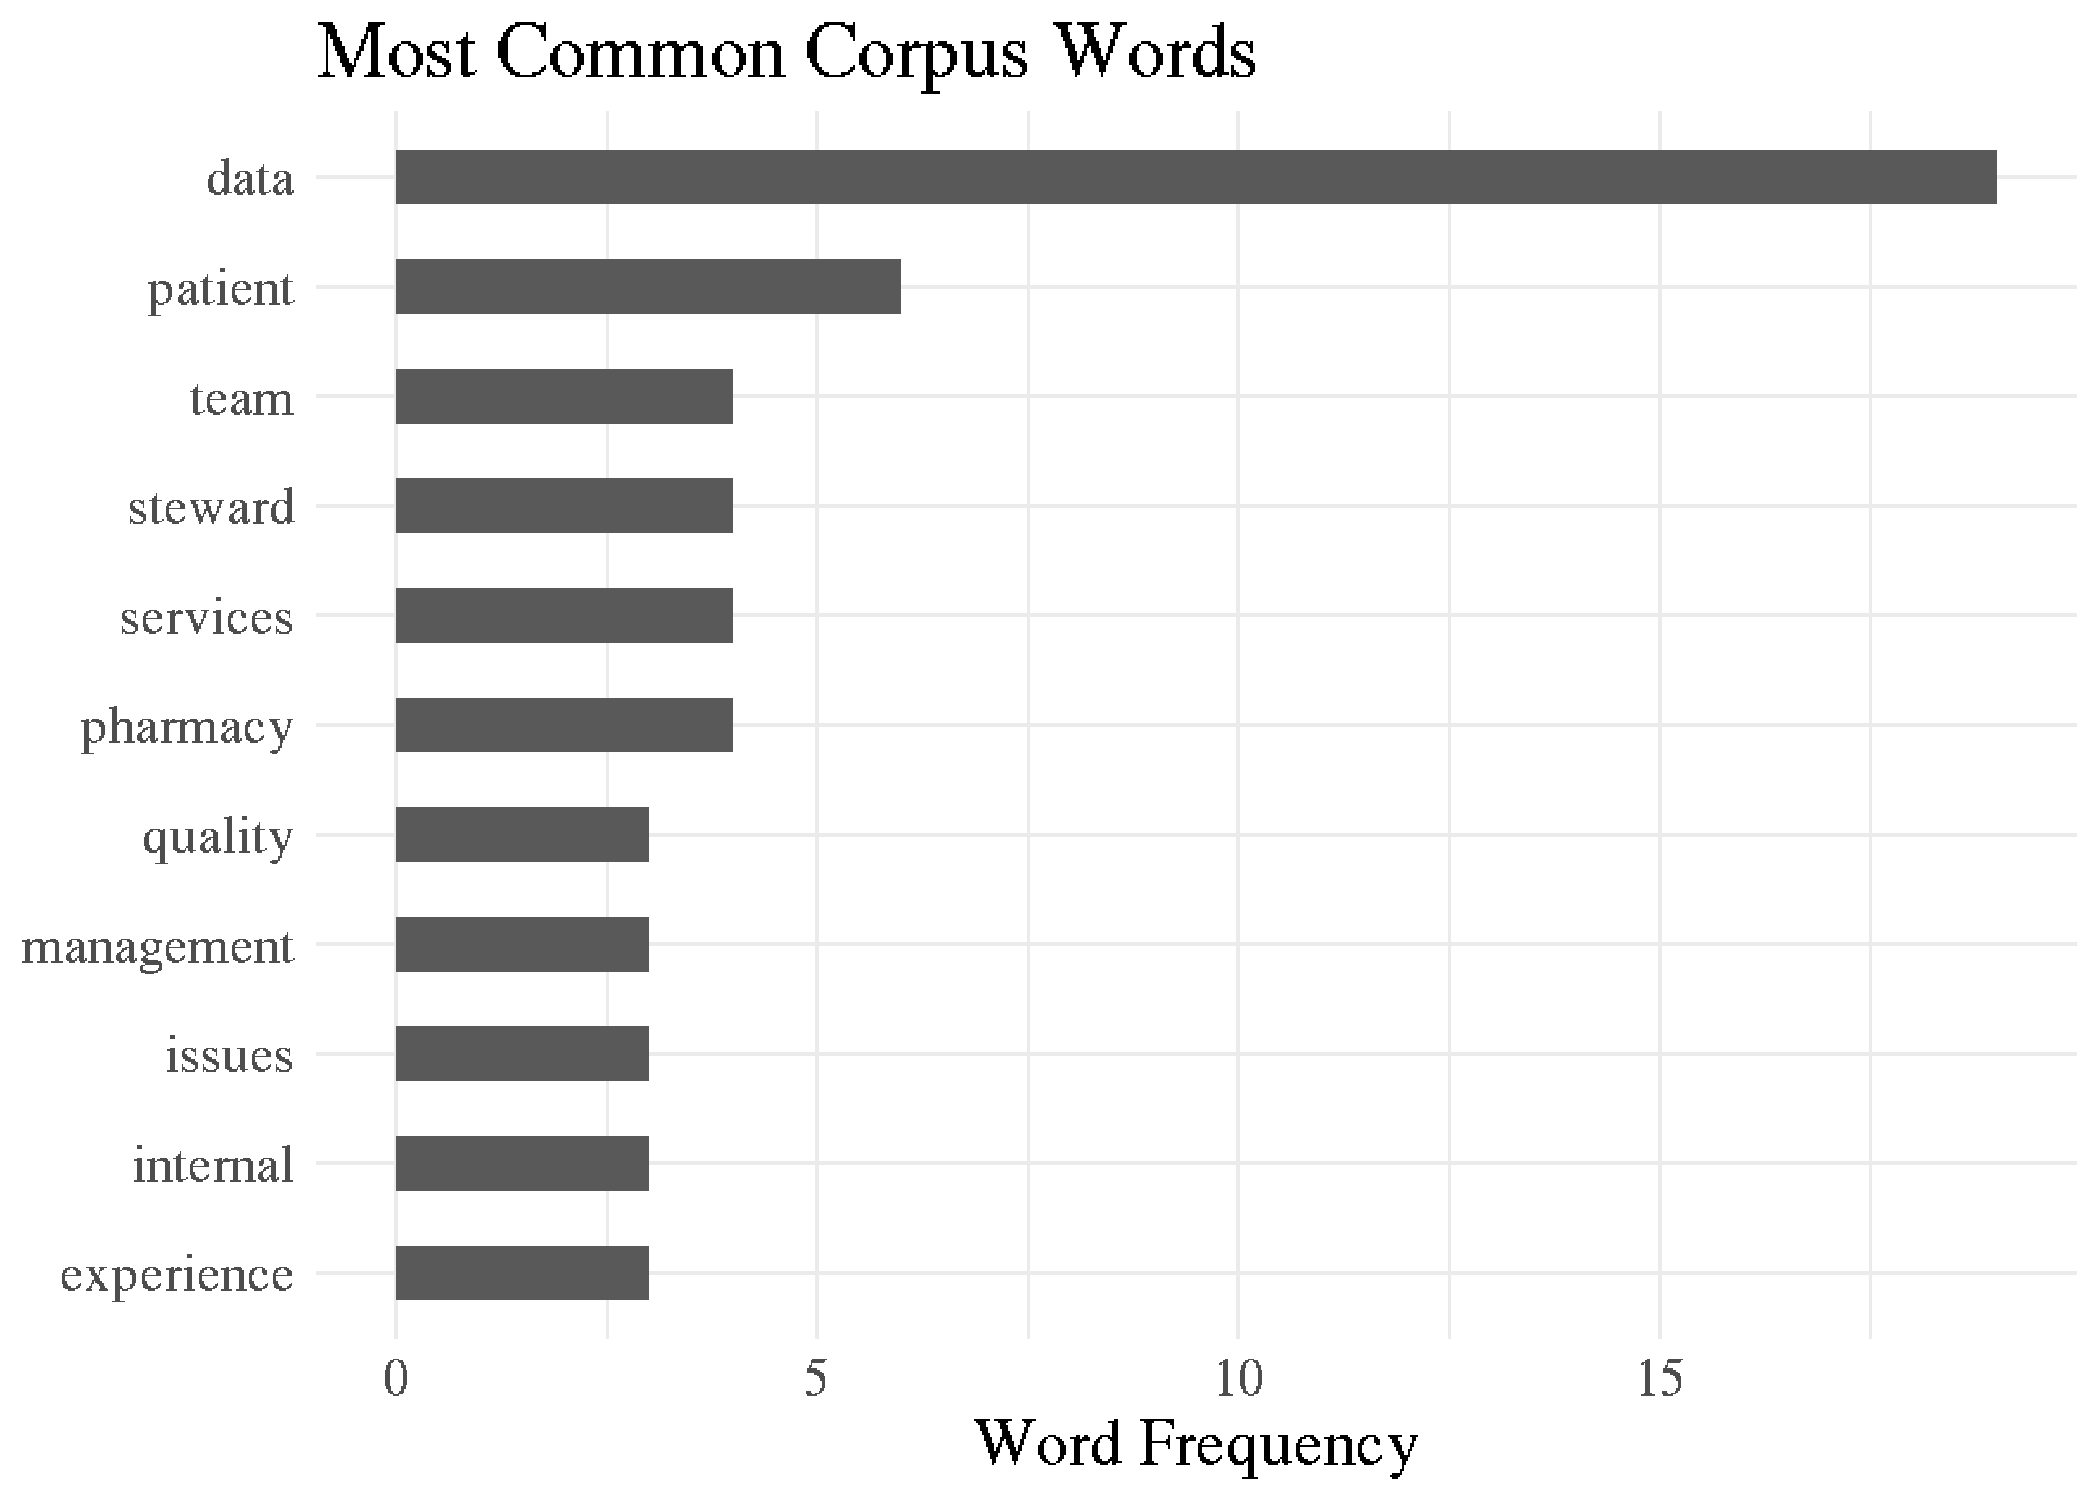 Most Common Corpus Words
data
patient
team
steward
services
pharmacy
quality
management
issues
internal
experience
0 5 10 15
Word Frequency